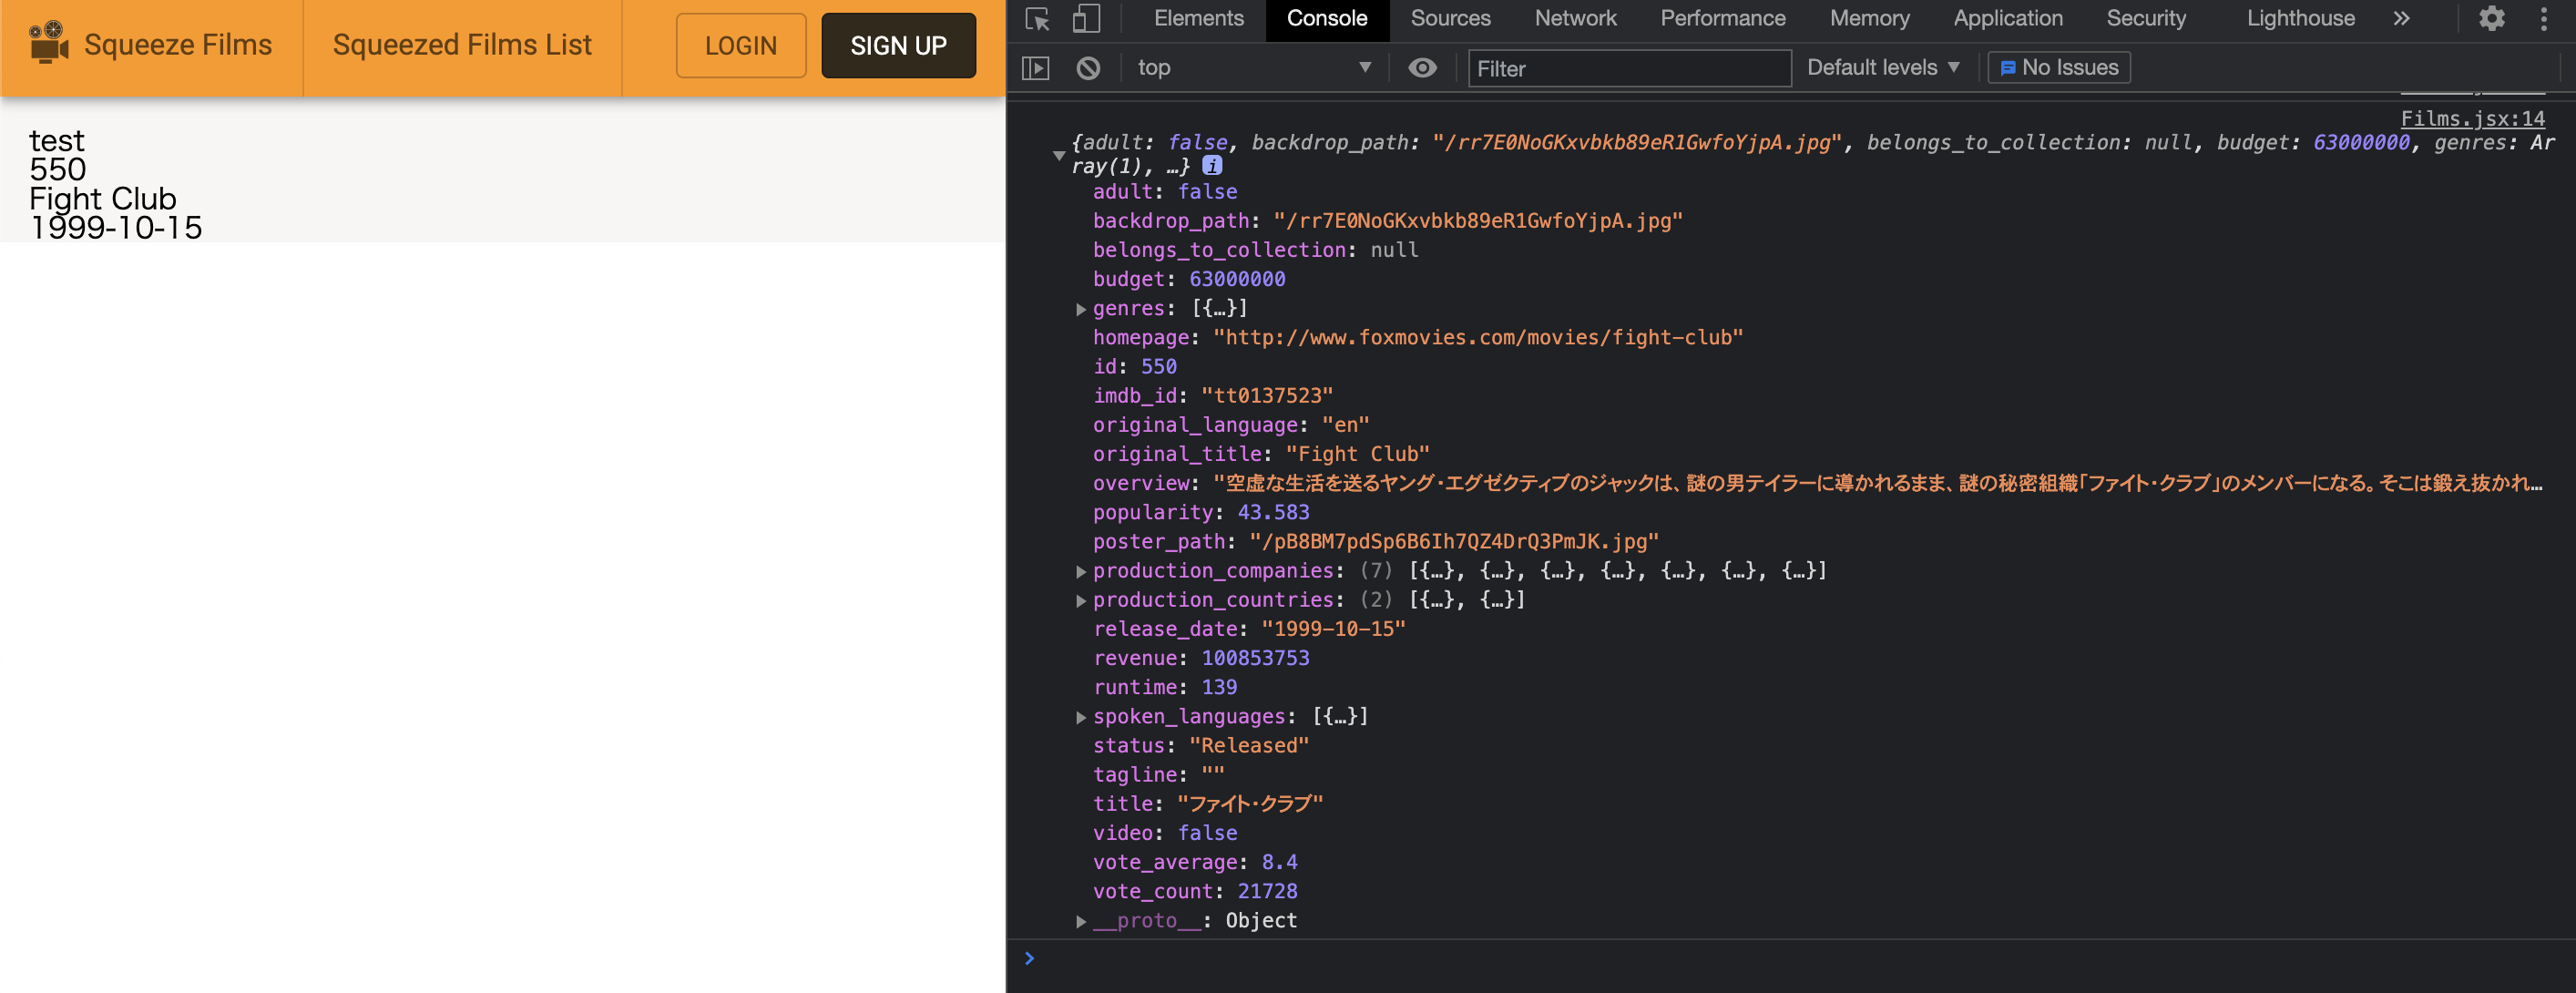 Squeeze Films
Squeezed Films List
LOGIN
SIGN UP
test
550
Fight Club
1999-10-15
Elements
Console
Sources
Network
Performance
Memory
Application
Security
Lighthouse
top
Filter
Default levels
No Issues
Films.jsx:14
{adult: false, backdrop_path: "/rr7E0NoGKxvbkb89eR1GwfoYjpA.jpg", belongs_to_collection: null, budget: 63000000, genres: Ar
ray(1), …} i
adult: false
backdrop_path: "/rr7E0NoGKxvbkb89eR1GwfoYjpA.jpg"
belongs_to_collection: null
budget: 63000000
genres: [{…}]
homepage: "http://www.foxmovies.com/movies/fight-club"
id: 550
imdb_id: "tt0137523"
original_language: "en"
original_title: "Fight Club"
overview: "空虚な生活を送るヤング・エグゼクティブのジャックは、謎の男テイラーに導かれるまま、謎の秘密組織「ファイト・クラブ」のメンバーになる。そこは鍛え抜かれ…
popularity: 43.583
poster_path: "/pB8BM7pdSp6B6Ih7QZ4DrQ3PmJK.jpg"
production_companies: (7) [{…}, {…}, {…}, {…}, {…}, {…}, {…}]
production_countries: (2) [{…}, {…}]
release_date: "1999-10-15"
revenue: 100853753
runtime: 139
spoken_languages: [{…}]
status: "Released"
tagline: ""
title: "ファイト・クラブ"
video: false
vote_average: 8.4
vote_count: 21728
__proto__: Object